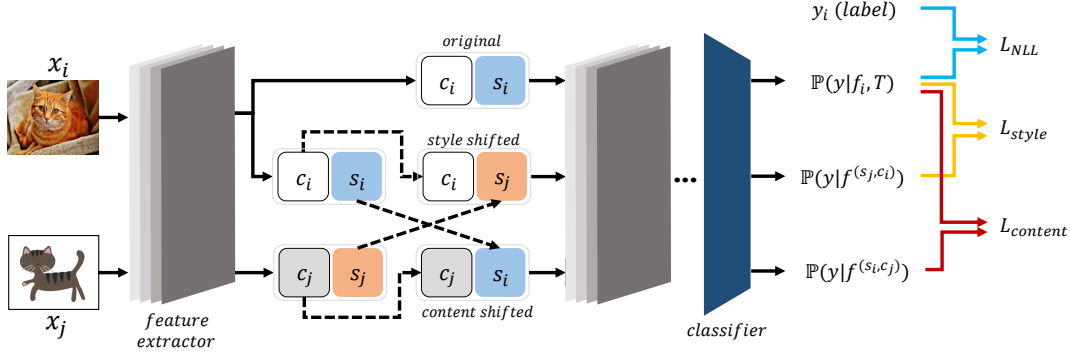 x_i
x_j
feature
extractor
original
c_i s_i
c_i s_i
style shifted
c_i s_j
c_j s_j
c_j s_i
content shifted
...
classifier
y_i (label)
ℙ(y|f_i, T)
ℙ(y|f^(s_j,c_i))
ℙ(y|f^(s_i,c_j))
L_NLL
L_style
L_content